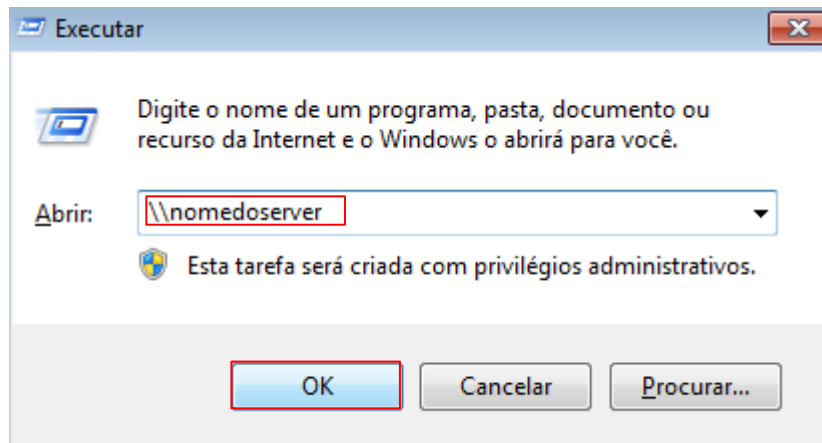 Executar
Digite o nome de um programa, pasta, documento ou
recurso da Internet e o Windows o abrirá para você.
Abrir: \\nomedoserver
Esta tarefa será criada com privilégios administrativos.
OK Cancelar Procurar...